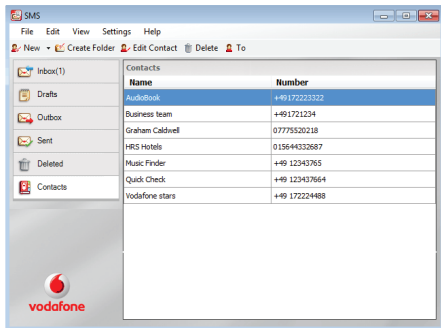 SMS
File Edit View Settings Help
New Create Folder Edit Contact Delete To
Inbox(1)
Drafts
Outbox
Sent
Deleted
Contacts
Contacts
Name Number
AudioBook +49172223322
Business team +491721234
Graham Caldwell 07775520218
HRS Hotels 015644332687
Music Finder +49 12343765
Quick Check +49 123437664
Vodafone stars +49 172224488
vodafone